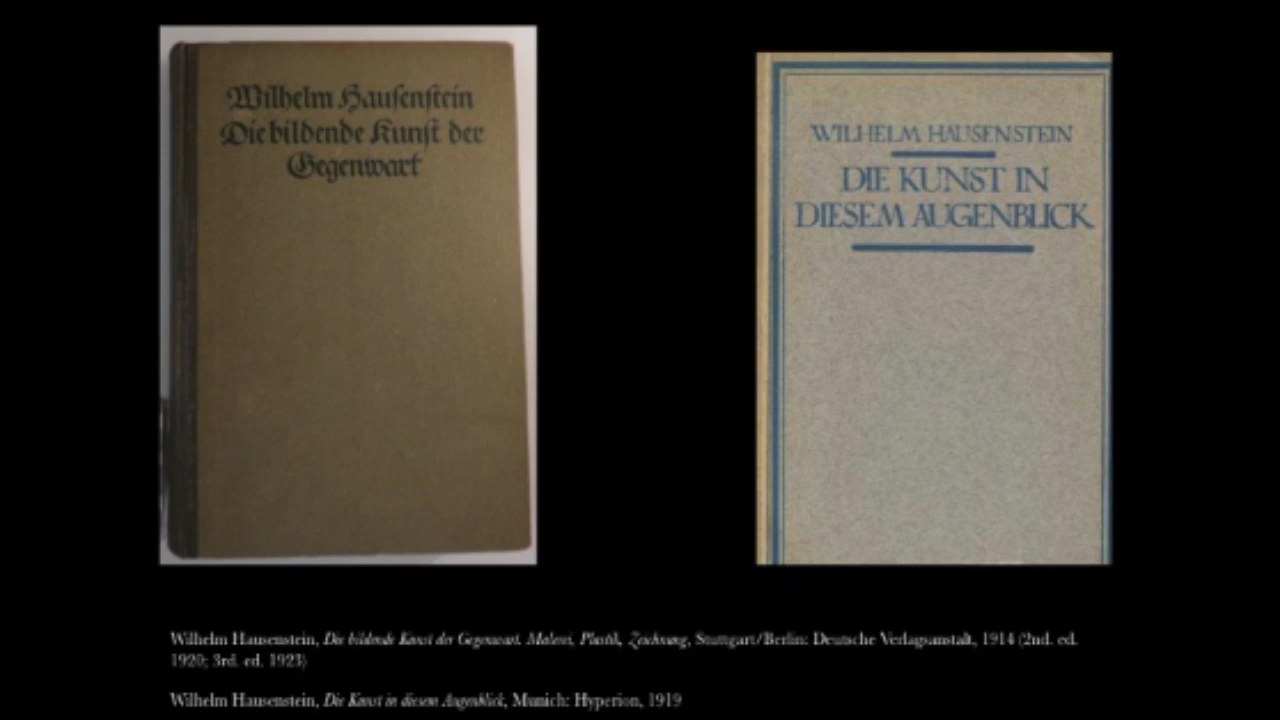 Wilhelm Hausenstein
Die bildende Kunst der
Gegenwart
WILHELM HAUSENSTEIN
DIE KUNST IN
DIESEM AUGENBLICK
Wilhelm Hausenstein, Die bildende Kunst der Gegenwart. Malerei, Plastik, Zeichnung, Stuttgart/Berlin: Deutsche Verlagsanstalt, 1914 (2nd. ed.
1920; 3rd. ed. 1923)
Wilhelm Hausenstein, Die Kunst in diesem Augenblick, Munich: Hyperion, 1919